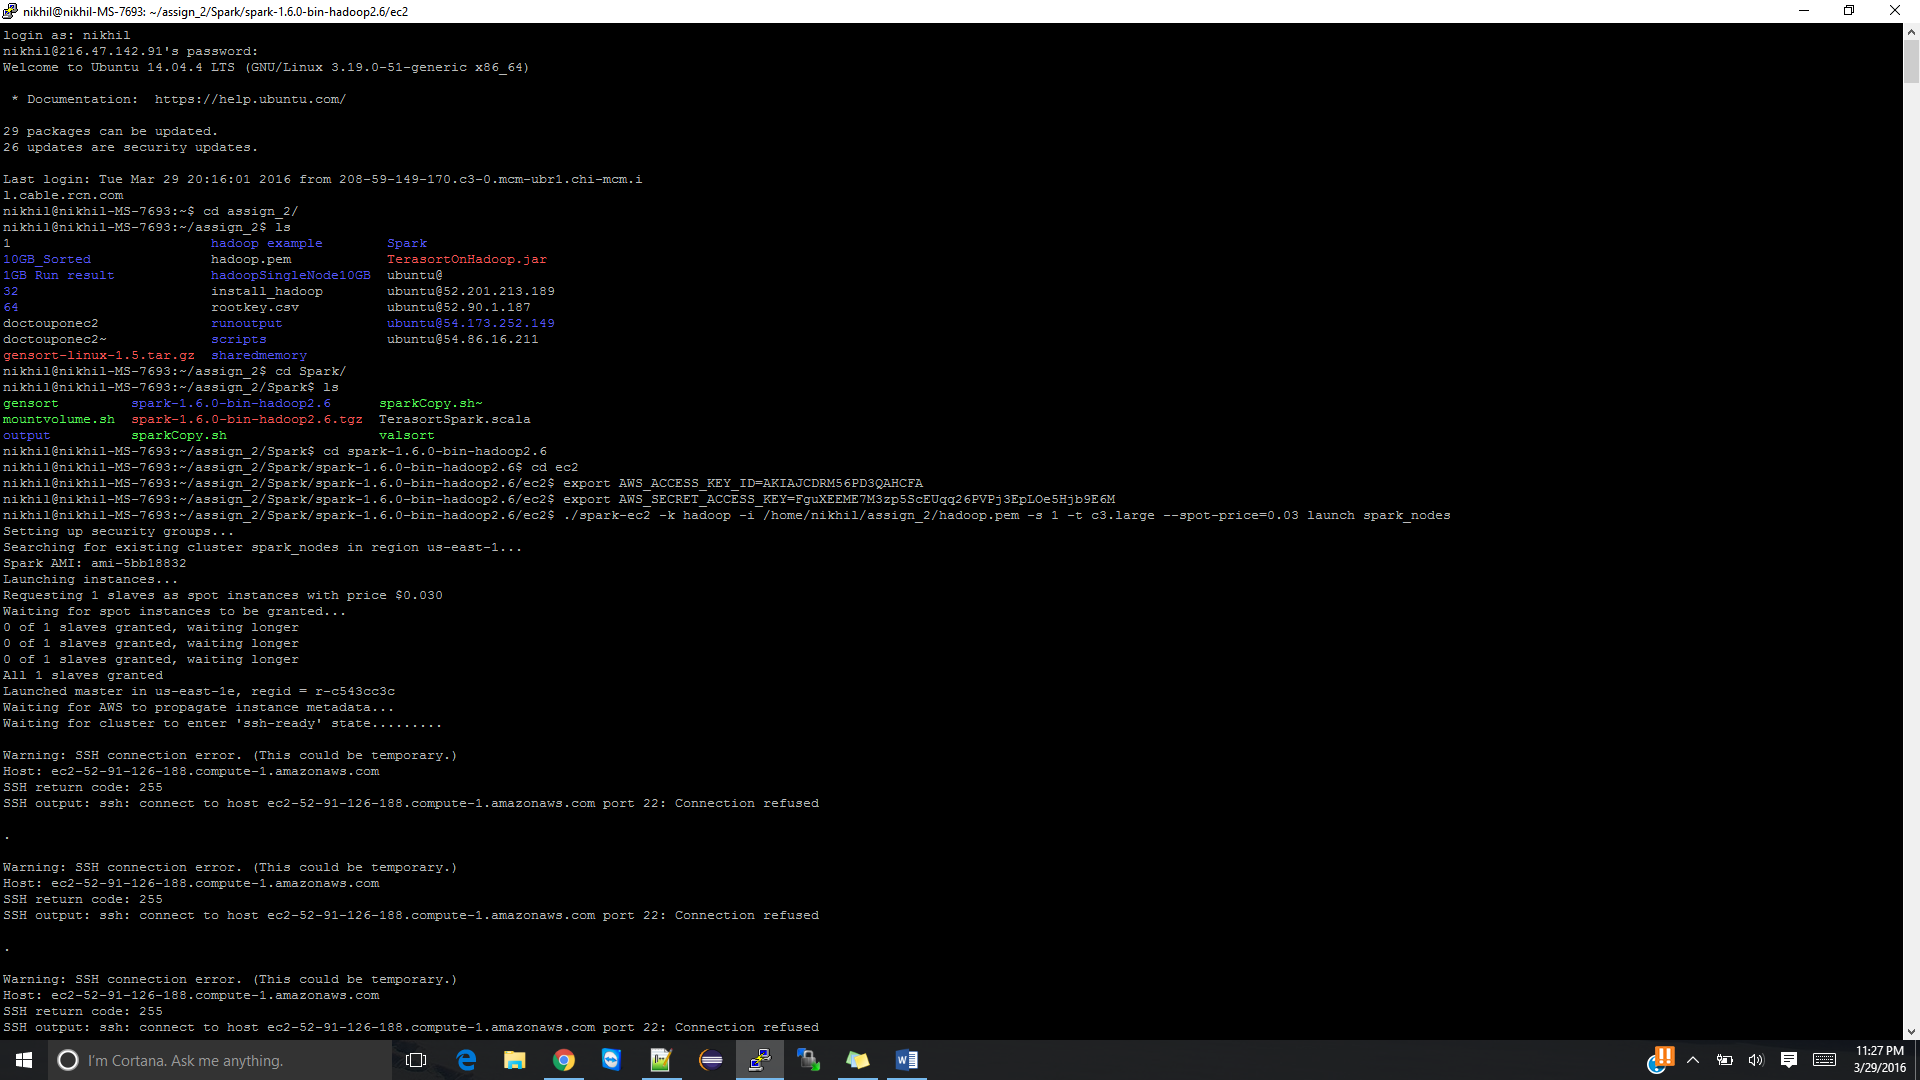 nikhil@nikhil-MS-7693: ~/assign_2/Spark/spark-1.6.0-bin-hadoop2.6/ec2
login as: nikhil
nikhil@216.47.142.91's password:
Welcome to Ubuntu 14.04.4 LTS (GNU/Linux 3.19.0-51-generic x86_64)
* Documentation:  https://help.ubuntu.com/
29 packages can be updated.
26 updates are security updates.
Last login: Tue Mar 29 20:16:01 2016 from 208-59-149-170.c3-0.mcm-ubr1.chi-mcm.i
l.cable.rcn.com
nikhil@nikhil-MS-7693:~$ cd assign_2/
nikhil@nikhil-MS-7693:~/assign_2$ ls
1 hadoop example Spark
10GB_Sorted hadoop.pem TerasortOnHadoop.jar
1GB Run result hadoopSingleNode10GB ubuntu@
32 install_hadoop ubuntu@52.201.213.189
64 rootkey.csv ubuntu@52.90.1.187
doctouponec2 runoutput ubuntu@54.173.252.149
doctouponec2~ scripts ubuntu@54.86.16.211
gensort-linux-1.5.tar.gz sharedmemory
nikhil@nikhil-MS-7693:~/assign_2$ cd Spark/
nikhil@nikhil-MS-7693:~/assign_2/Spark$ ls
gensort spark-1.6.0-bin-hadoop2.6 sparkCopy.sh~
mountvolume.sh spark-1.6.0-bin-hadoop2.6.tgz TerasortSpark.scala
output sparkCopy.sh valsort
nikhil@nikhil-MS-7693:~/assign_2/Spark$ cd spark-1.6.0-bin-hadoop2.6
nikhil@nikhil-MS-7693:~/assign_2/Spark/spark-1.6.0-bin-hadoop2.6$ cd ec2
nikhil@nikhil-MS-7693:~/assign_2/Spark/spark-1.6.0-bin-hadoop2.6/ec2$ export AWS_ACCESS_KEY_ID=AKIAJCDRM56PD3QAHCFA
nikhil@nikhil-MS-7693:~/assign_2/Spark/spark-1.6.0-bin-hadoop2.6/ec2$ export AWS_SECRET_ACCESS_KEY=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
nikhil@nikhil-MS-7693:~/assign_2/Spark/spark-1.6.0-bin-hadoop2.6/ec2$ ./spark-ec2 -k hadoop -i /home/nikhil/assign_2/hadoop.pem -s 1 -t c3.large --spot-price=0.03 launch spark_nodes
Setting up security groups...
Searching for existing cluster spark_nodes in region us-east-1...
Spark AMI: ami-5bb18832
Launching instances...
Requesting 1 slaves as spot instances with price $0.030
Waiting for spot instances to be granted...
0 of 1 slaves granted, waiting longer
0 of 1 slaves granted, waiting longer
0 of 1 slaves granted, waiting longer
All 1 slaves granted
Launched master in us-east-1e, regid = r-c543cc3c
Waiting for AWS to propagate instance metadata...
Waiting for cluster to enter 'ssh-ready' state.........
Warning: SSH connection error. (This could be temporary.)
Host: ec2-52-91-126-188.compute-1.amazonaws.com
SSH return code: 255
SSH output: ssh: connect to host ec2-52-91-126-188.compute-1.amazonaws.com port 22: Connection refused
.
Warning: SSH connection error. (This could be temporary.)
Host: ec2-52-91-126-188.compute-1.amazonaws.com
SSH return code: 255
SSH output: ssh: connect to host ec2-52-91-126-188.compute-1.amazonaws.com port 22: Connection refused
.
Warning: SSH connection error. (This could be temporary.)
Host: ec2-52-91-126-188.compute-1.amazonaws.com
SSH return code: 255
SSH output: ssh: connect to host ec2-52-91-126-188.compute-1.amazonaws.com port 22: Connection refused
I'm Cortana. Ask me anything.
11:27 PM
3/29/2016